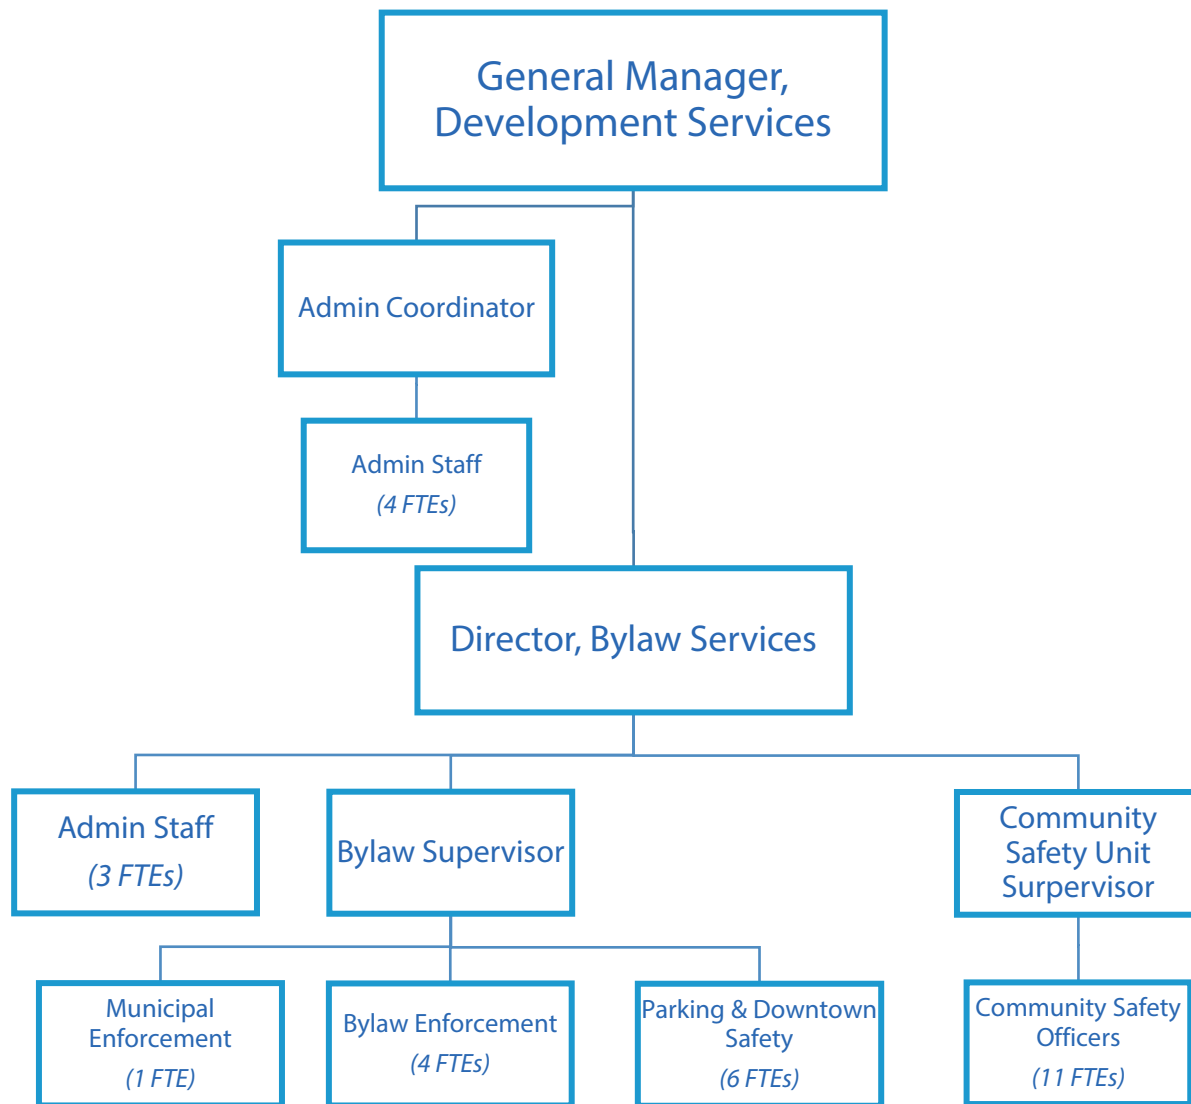 General Manager,
Development Services
Admin Coordinator
Admin Staff
(4 FTEs)
Director, Bylaw Services
Admin Staff
(3 FTEs)
Bylaw Supervisor
Community
Safety Unit
Surpervisor
Municipal
Enforcement
(1 FTE)
Bylaw Enforcement
(4 FTEs)
Parking & Downtown
Safety
(6 FTEs)
Community Safety
Officers
(11 FTEs)